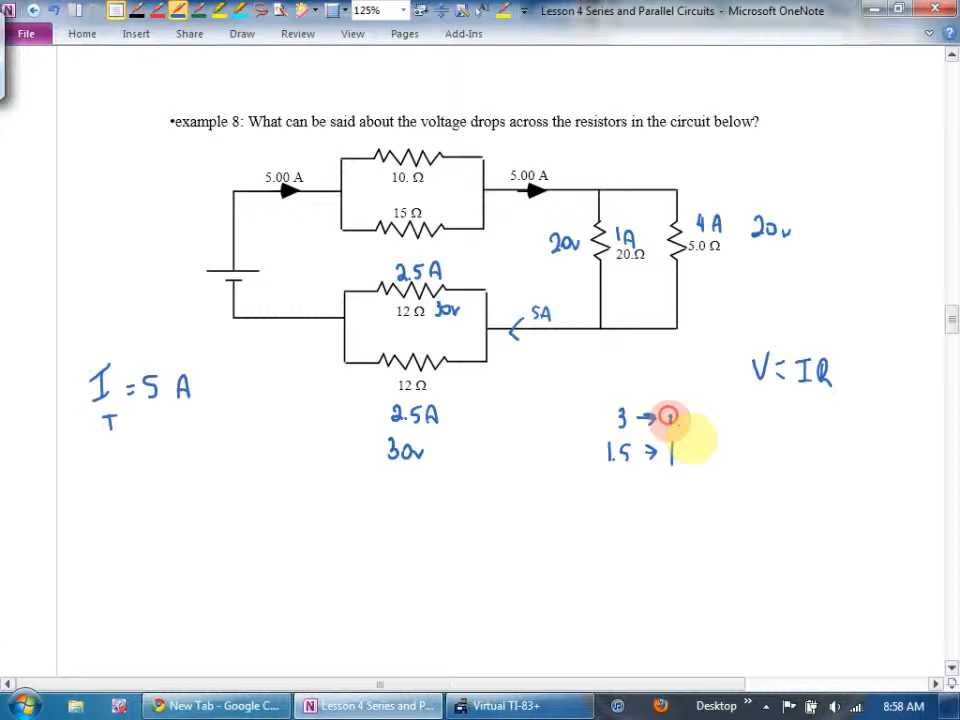 125%
Lesson 4 Series and Parallel Circuits - Microsoft OneNote
File Home Insert Share Draw Review View Pages Add-Ins
•example 8: What can be said about the voltage drops across the resistors in the circuit below?
5.00 A
10. Ω
5.00 A
15 Ω
4 A 20v
20v 1A
20.Ω
5.0 Ω
2.5 A
12 Ω 30v
5A
12 Ω
2.5A
30v
I = 5 A
T
V = IR
3 →
1.5 → 1
New Tab - Google C...
Lesson 4 Series and P...
Virtual TI-83+
Desktop
8:58 AM